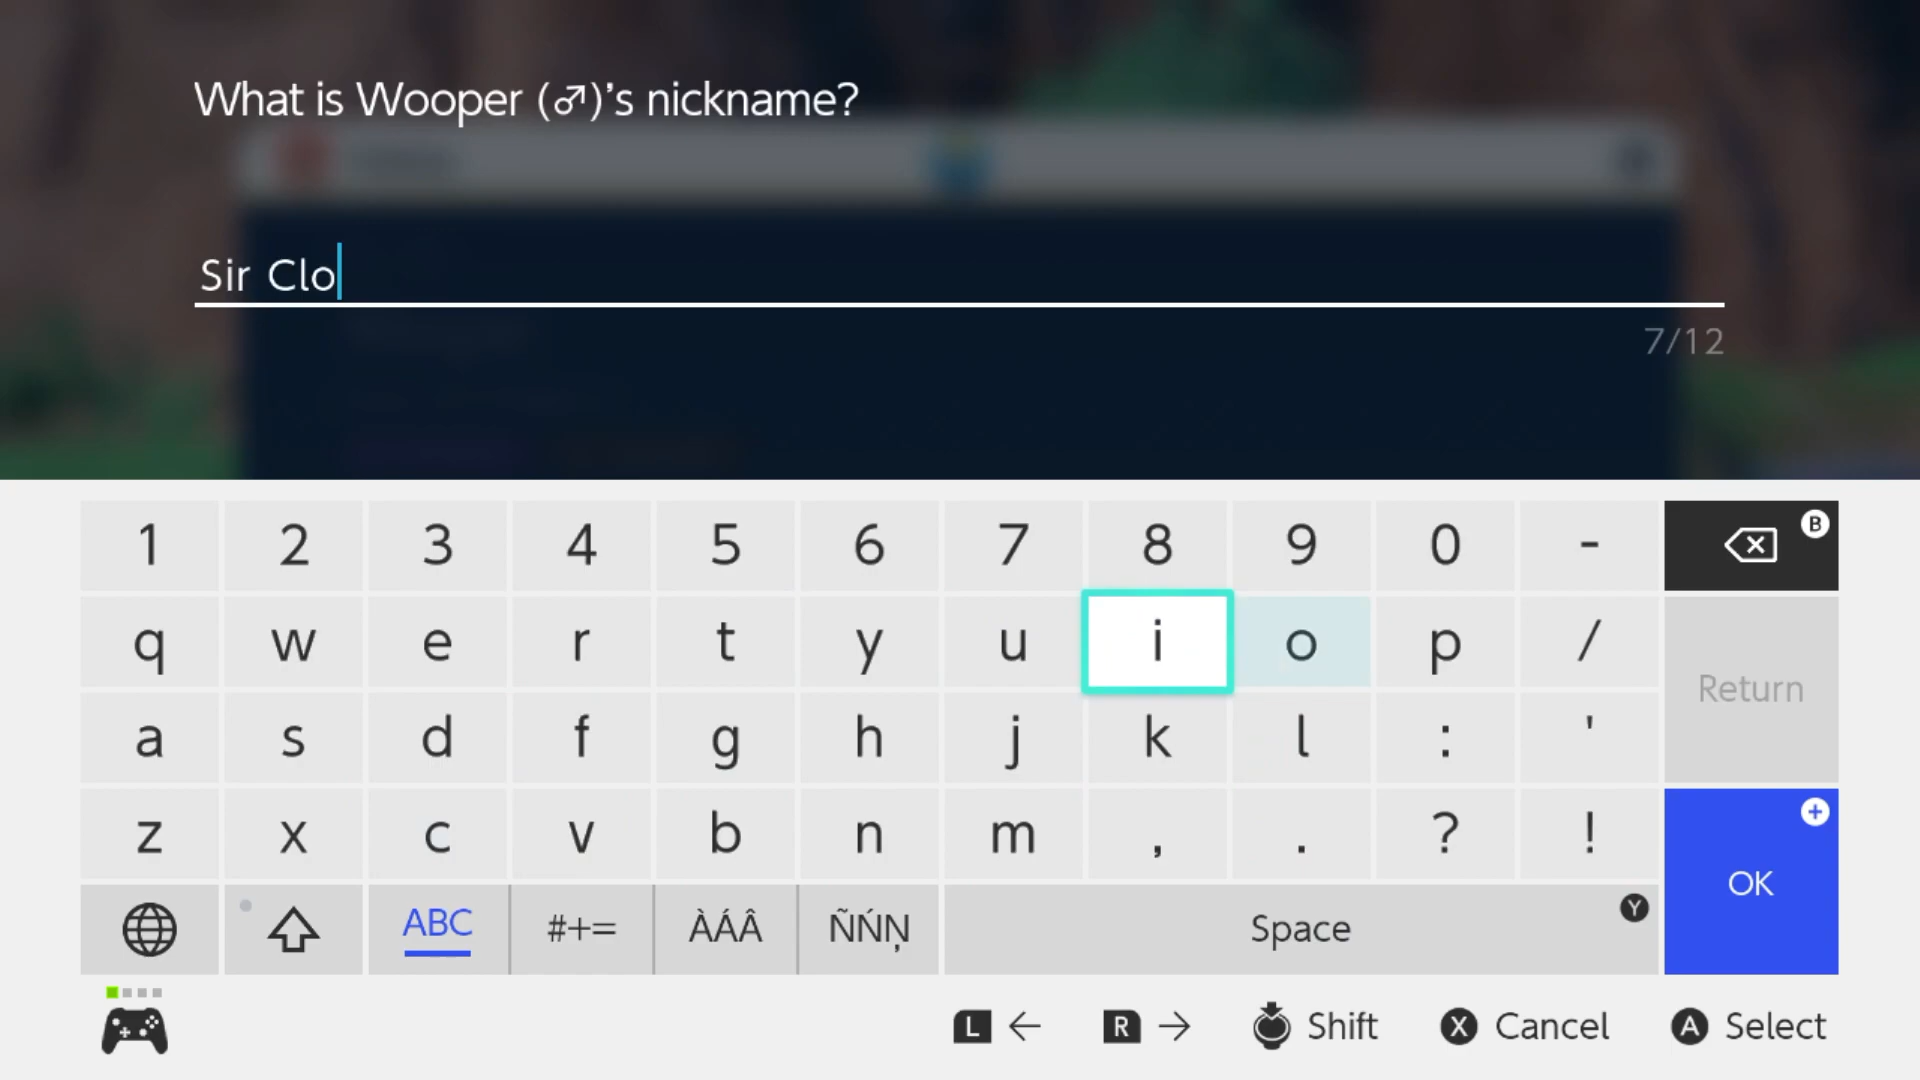 What is Wooper (♂)'s nickname?
Sir Clo
7/12
1 2 3 4 5 6 7 8 9 0 - B
q w e r t y u i o p /
Return
a s d f g h j k l : '
z x c v b n m , . ? ! +
OK
ABC #+= ÀÁÂ ÑŃŅ Space Y
L ← R → Shift X Cancel A Select